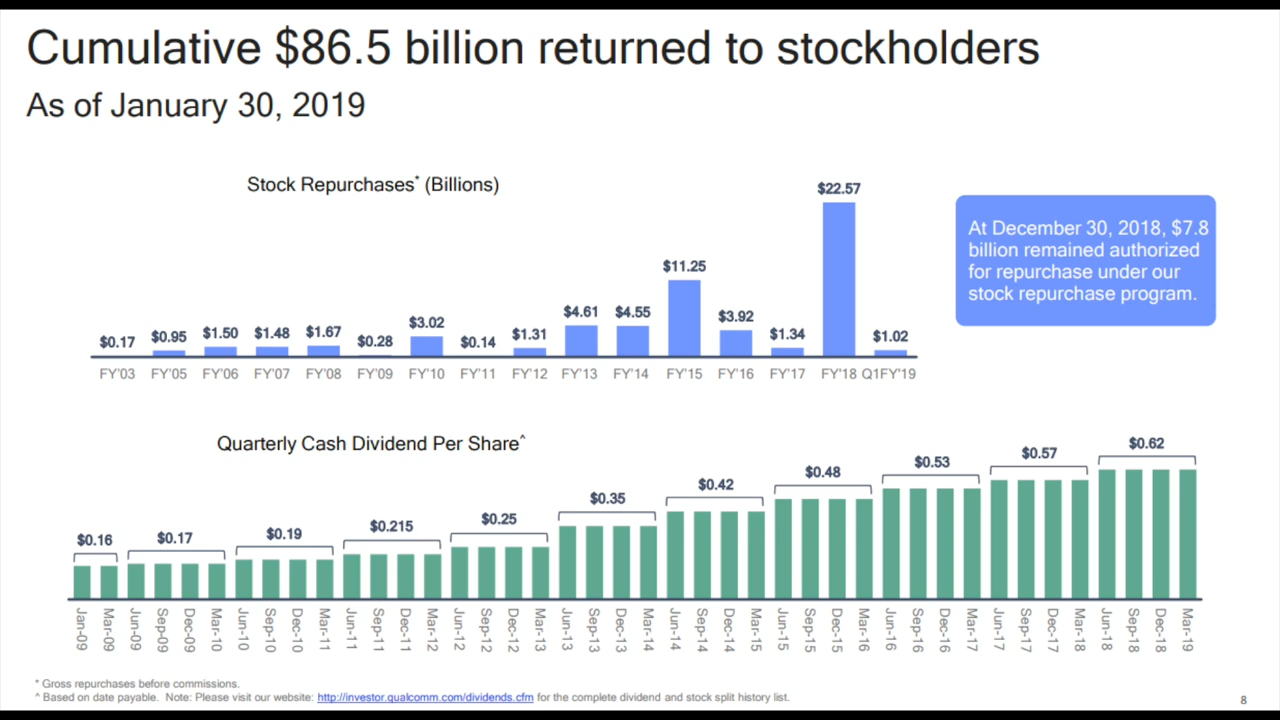 Cumulative $86.5 billion returned to stockholders
As of January 30, 2019
Stock Repurchases* (Billions)
$0.17 $0.95 $1.50 $1.48 $1.67 $0.28 $3.02 $0.14 $1.31 $4.61 $4.55 $11.25 $3.92 $1.34 $22.57 $1.02
FY'03 FY'05 FY'06 FY'07 FY'08 FY'09 FY'10 FY'11 FY'12 FY'13 FY'14 FY'15 FY'16 FY'17 FY'18 Q1FY'19
At December 30, 2018, $7.8
billion remained authorized
for repurchase under our
stock repurchase program.
Quarterly Cash Dividend Per Share^
$0.16 $0.17 $0.19 $0.215 $0.25 $0.35 $0.42 $0.48 $0.53 $0.57 $0.62
Jan-09 Mar-09 Jun-09 Sep-09 Dec-09 Mar-10 Jun-10 Sep-10 Dec-10 Mar-11 Jun-11 Sep-11 Dec-11 Mar-12 Jun-12 Sep-12 Dec-12 Mar-13 Jun-13 Sep-13 Dec-13 Mar-14 Jun-14 Sep-14 Dec-14 Mar-15 Jun-15 Sep-15 Dec-15 Mar-16 Jun-16 Sep-16 Dec-16 Mar-17 Jun-17 Sep-17 Dec-17 Mar-18 Jun-18 Sep-18 Dec-18 Mar-19
* Gross repurchases before commissions.
^ Based on date payable. Note: Please visit our website: http://investor.qualcomm.com/dividends.cfm for the complete dividend and stock split history list.
8